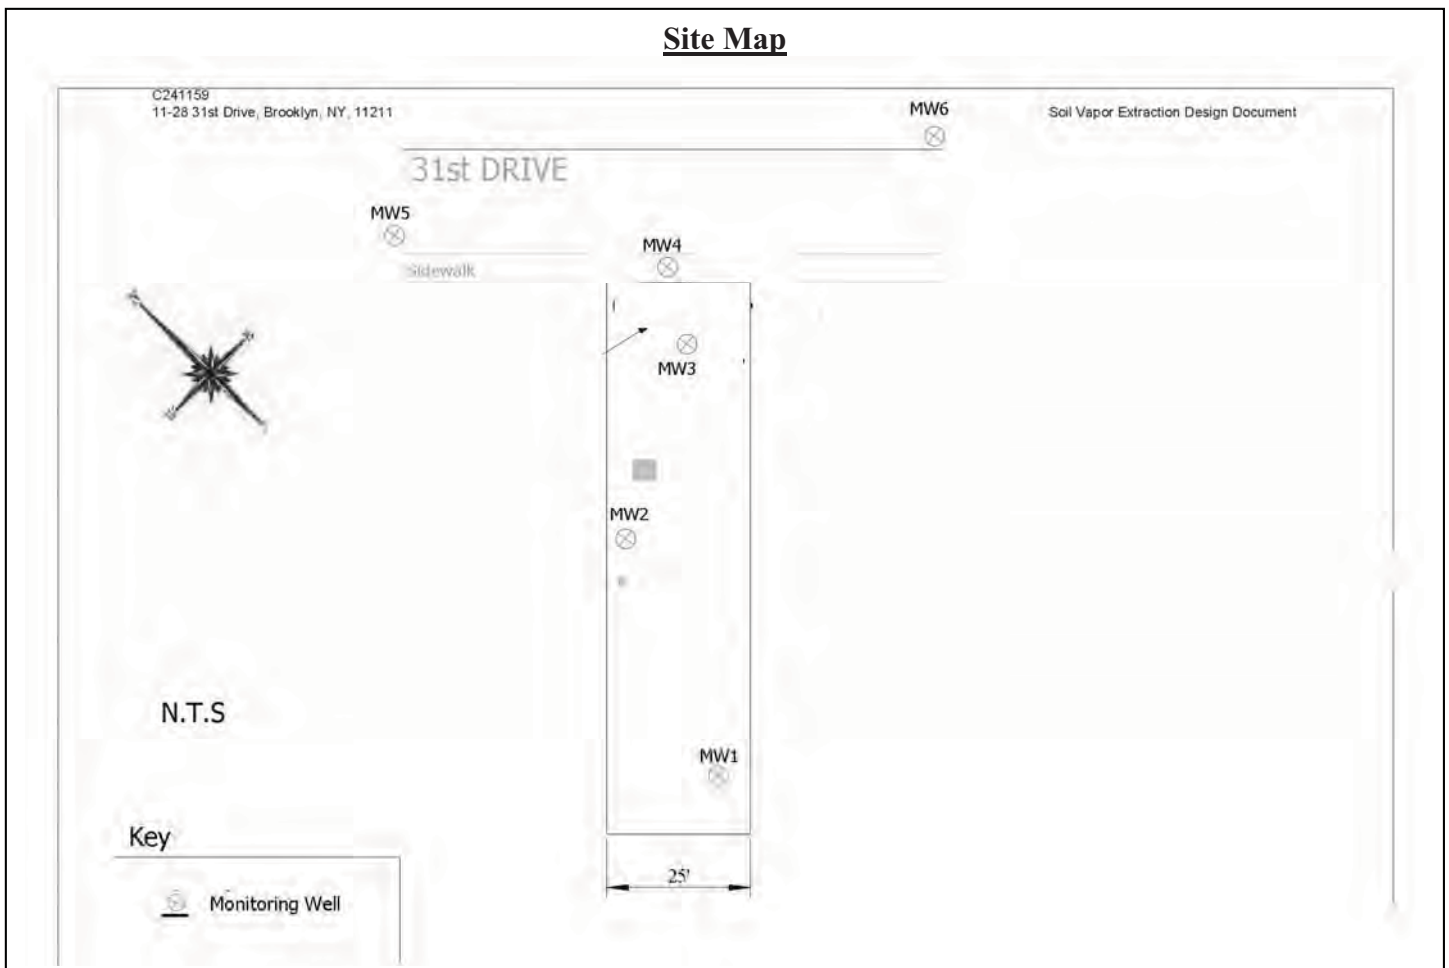 Site Map
C241159
11-28 31st Drive, Brooklyn, NY, 11211
MW6
Soil Vapor Extraction Design Document
31st DRIVE
MW5
MW4
Sidewalk
MW3
MW2
N.T.S
MW1
Key
25'
Monitoring Well